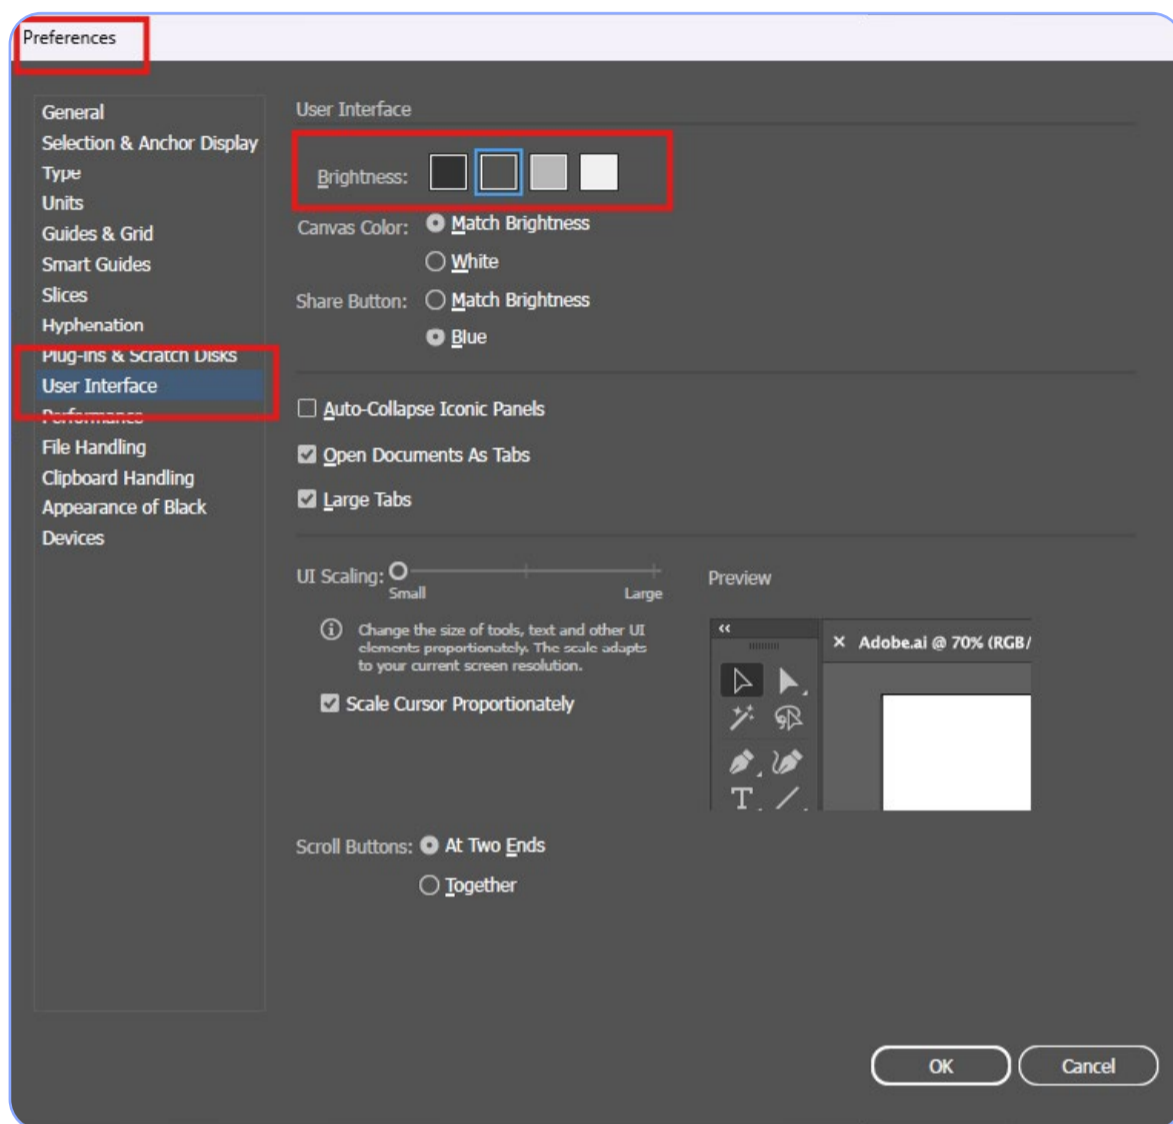 Preferences
General
Selection & Anchor Display
Type
Units
Guides & Grid
Smart Guides
Slices
Hyphenation
Plug-ins & Scratch Disks
User Interface
Performance
File Handling
Clipboard Handling
Appearance of Black
Devices
User Interface
Brightness:
Canvas Color: Match Brightness
White
Share Button: Match Brightness
Blue
Auto-Collapse Iconic Panels
Open Documents As Tabs
Large Tabs
UI Scaling:
Small Large
Change the size of tools, text and other UI
elements proportionately. The scale adapts
to your current screen resolution.
Scale Cursor Proportionately
Preview
Adobe.ai @ 70% (RGB/
Scroll Buttons: At Two Ends
Together
OK Cancel